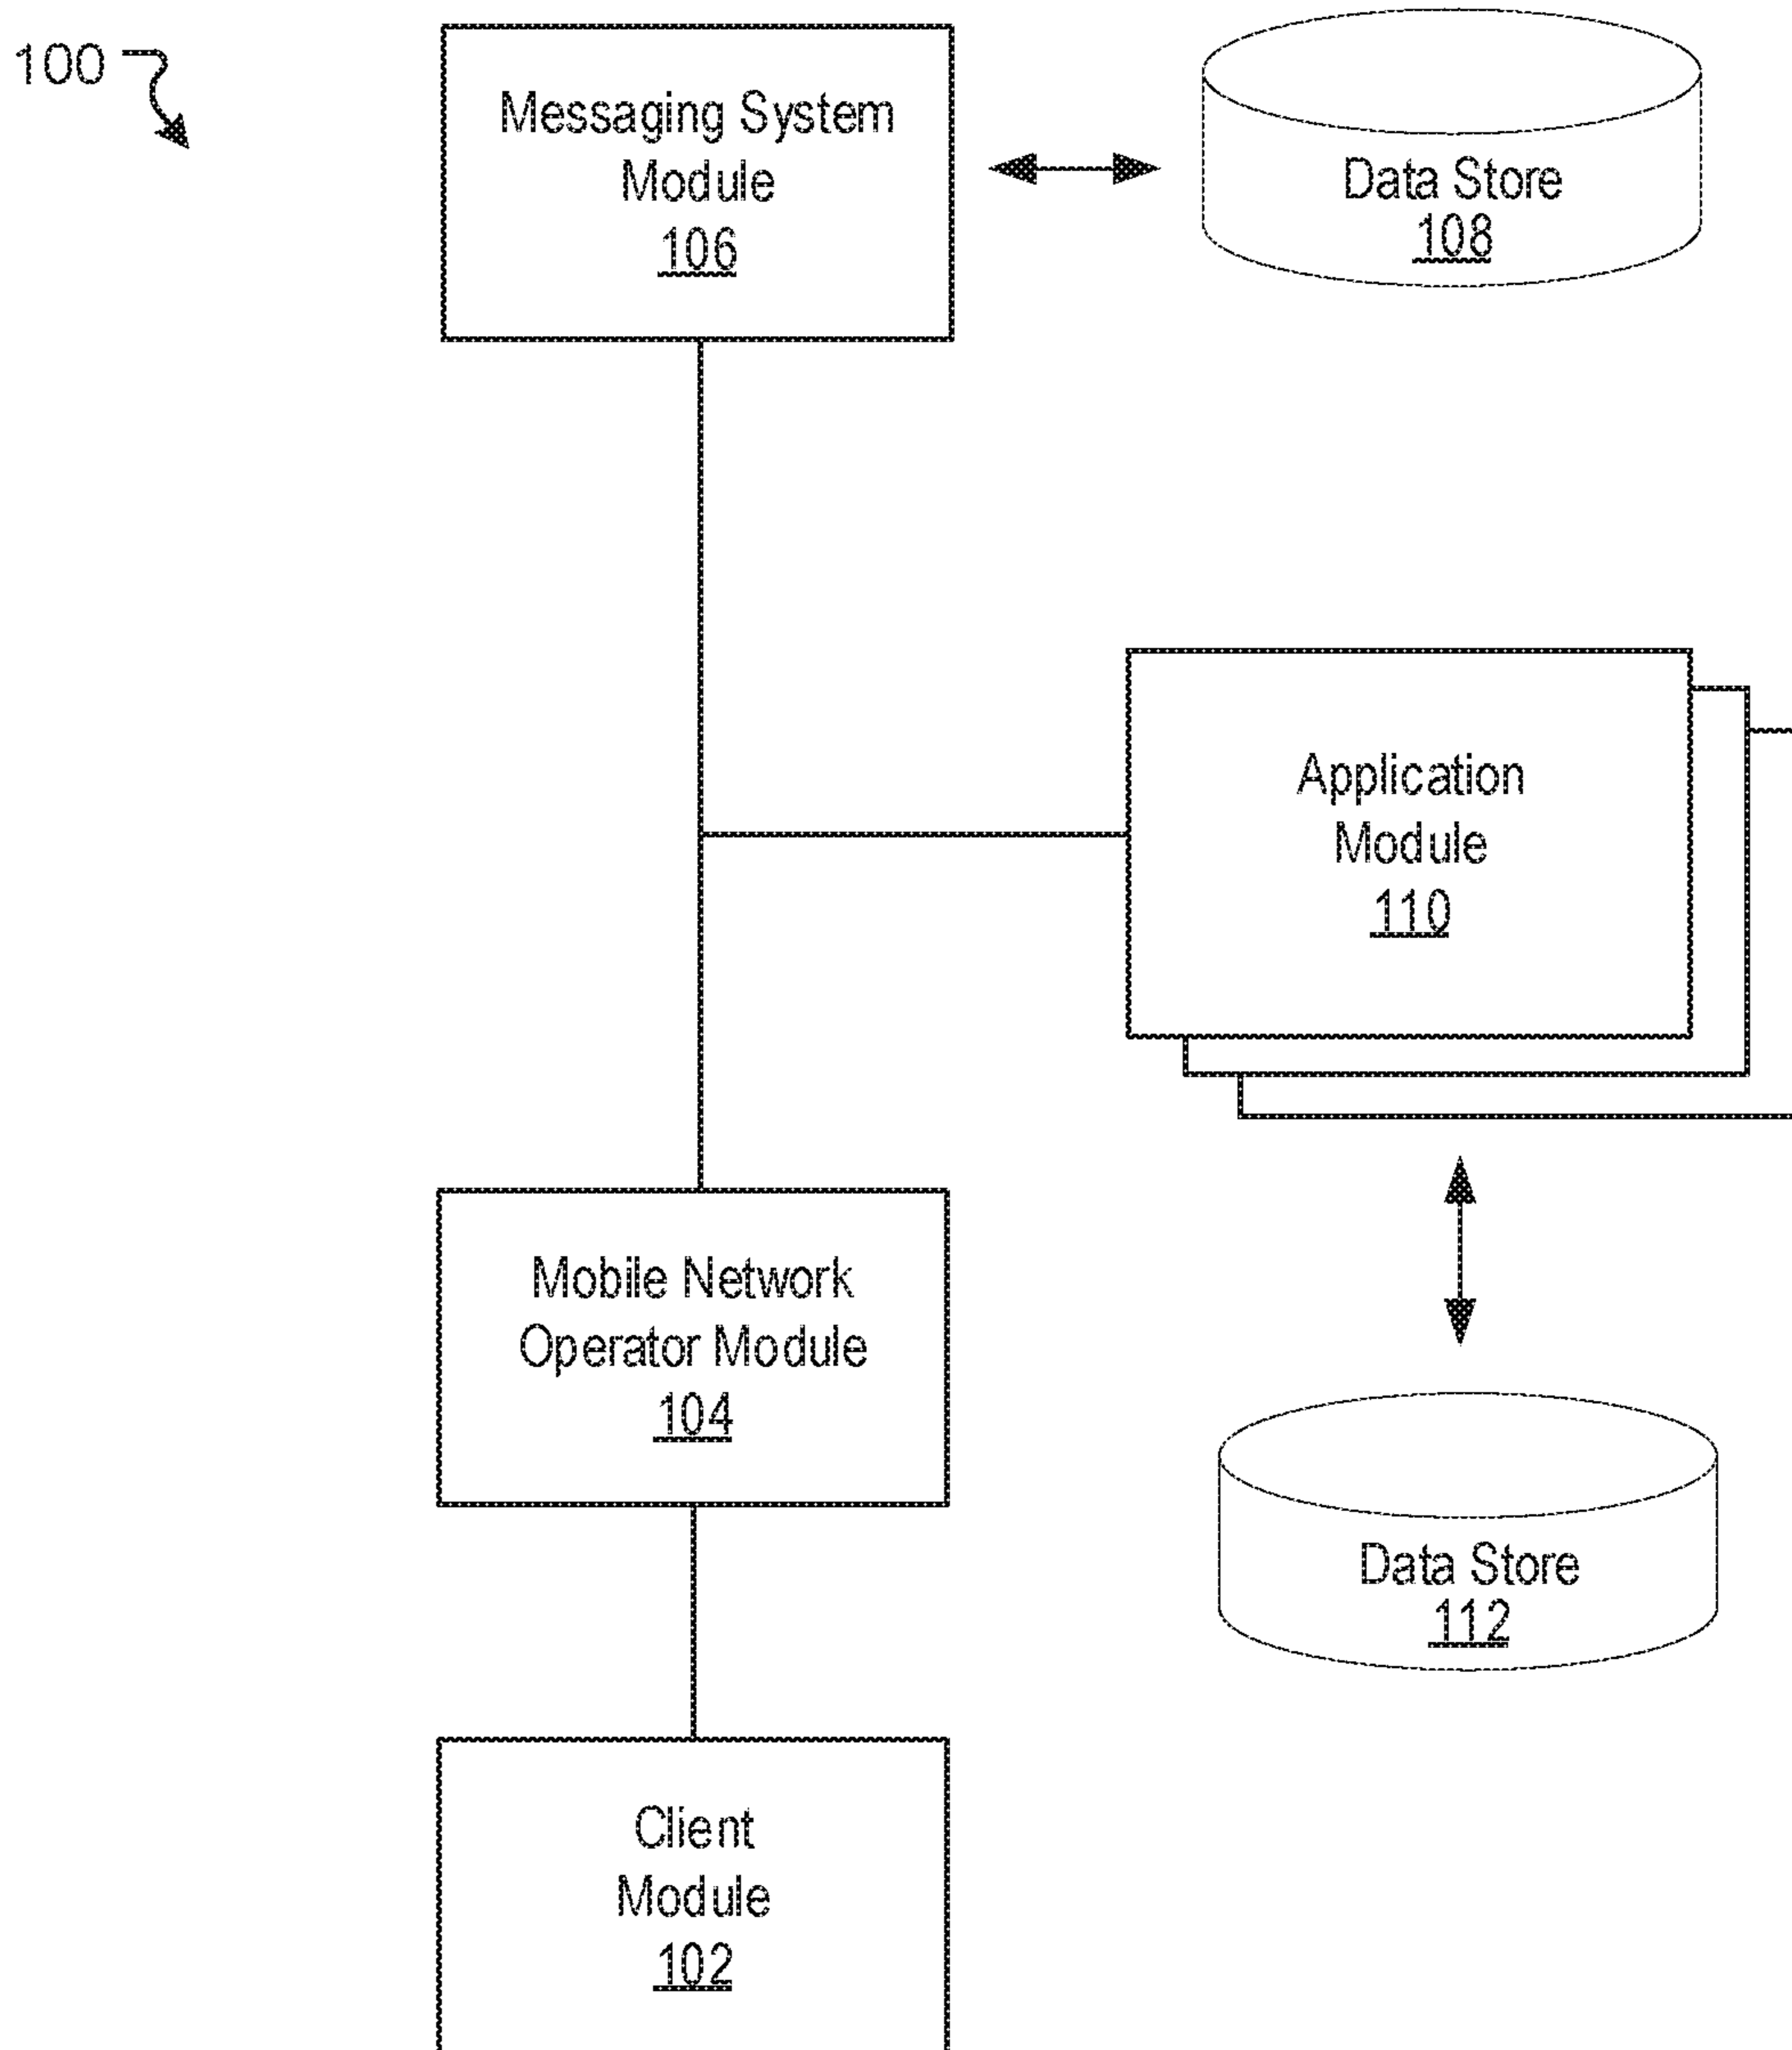 100
Messaging System
Module
106
Data Store
108
Application
Module
110
Mobile Network
Operator Module
104
Data Store
112
Client
Module
102